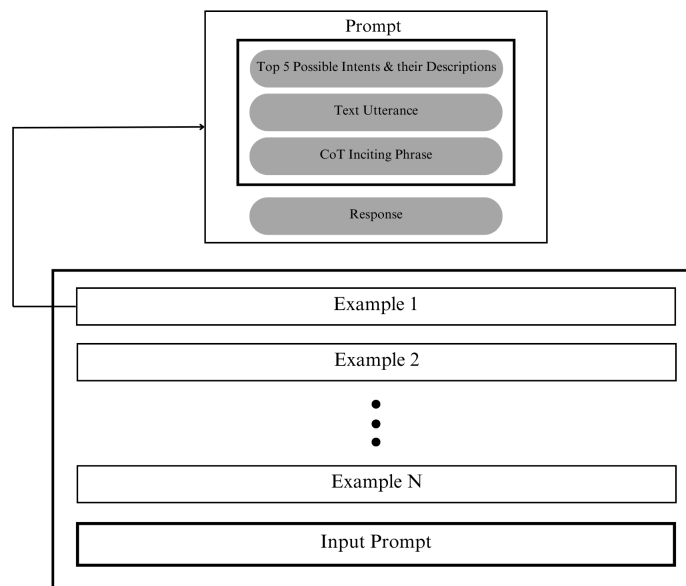 Prompt
Top 5 Possible Intents & their Descriptions
Text Utterance
CoT Inciting Phrase
Response
Example 1
Example 2
Example N
Input Prompt